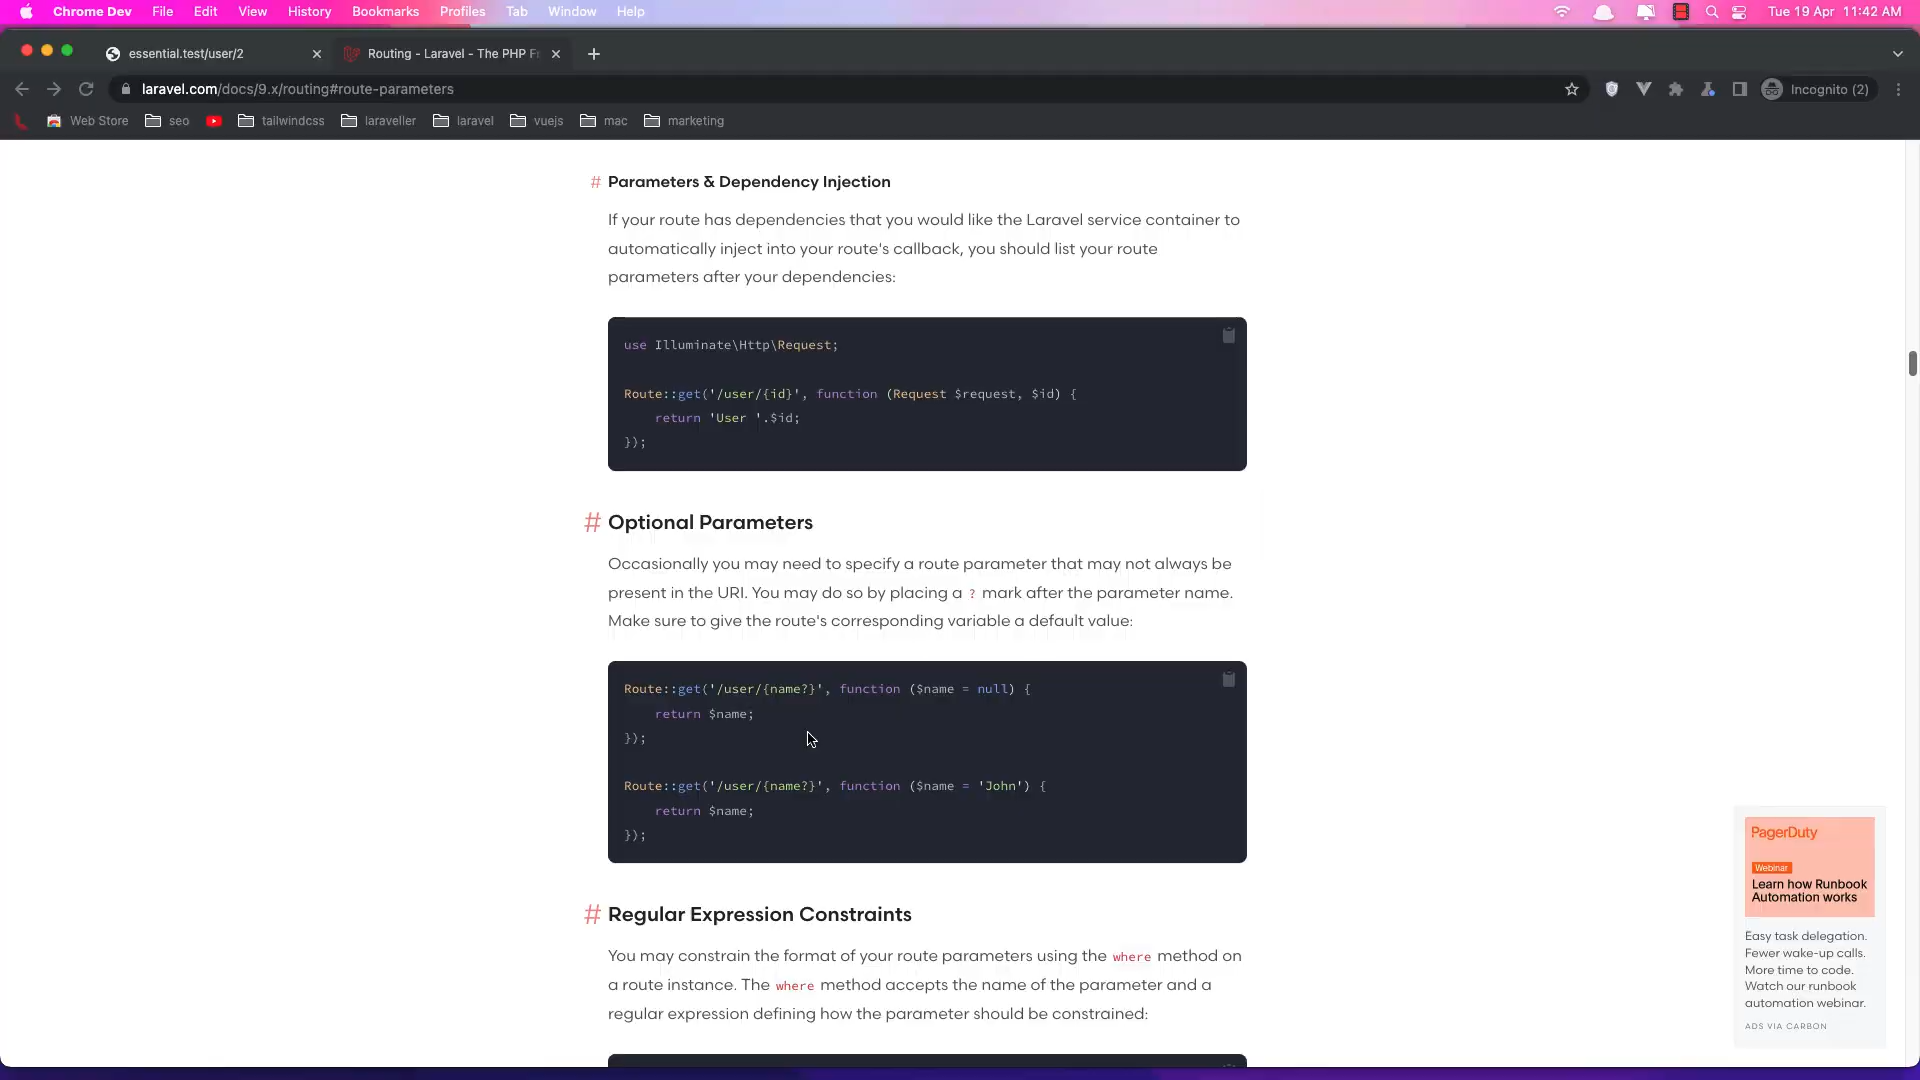 Chrome Dev File Edit View History Bookmarks Profiles Tab Window Help Tue 19 Apr 11:42 AM
essential.test/user/2 Routing - Laravel - The PHP F
laravel.com/docs/9.x/routing#route-parameters Incognito (2)
Web Store seo tailwindcss laraveller laravel vuejs mac marketing
# Parameters & Dependency Injection
If your route has dependencies that you would like the Laravel service container to
automatically inject into your route's callback, you should list your route
parameters after your dependencies:
use Illuminate\Http\Request;
Route::get('/user/{id}', function (Request $request, $id) {
return 'User '.$id;
});
# Optional Parameters
Occasionally you may need to specify a route parameter that may not always be
present in the URI. You may do so by placing a ? mark after the parameter name.
Make sure to give the route's corresponding variable a default value:
Route::get('/user/{name?}', function ($name = null) {
return $name;
});
Route::get('/user/{name?}', function ($name = 'John') {
return $name;
});
# Regular Expression Constraints
You may constrain the format of your route parameters using the where method on
a route instance. The where method accepts the name of the parameter and a
regular expression defining how the parameter should be constrained:
PagerDuty
Webinar
Learn how Runbook
Automation works
Easy task delegation.
Fewer wake-up calls.
More time to code.
Watch our runbook
automation webinar.
ADS VIA CARBON